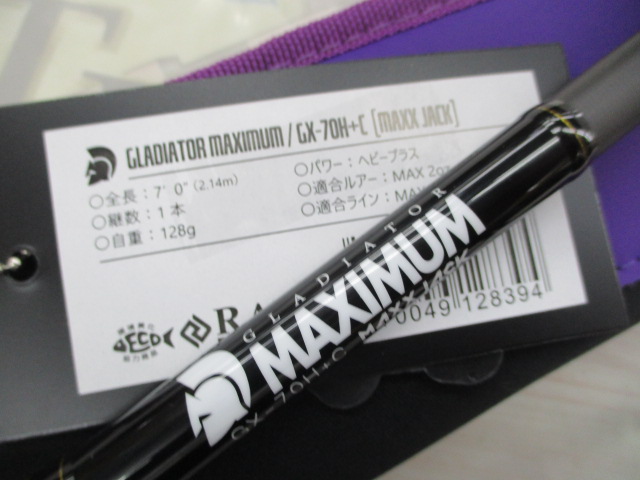 GLADIATOR MAXIMUM / GX-70H+C [MAXX JACK]
○全長：7' 0" (2.14m)
○継数：1本
○自重：128g
○パワー：ヘビープラス
○適合ルアー：MAX 2oz
○適合ライン：MAX
ECO
0049 128394
GLADIATOR
MAXIMUM
GX-70H+C MAXX JACK